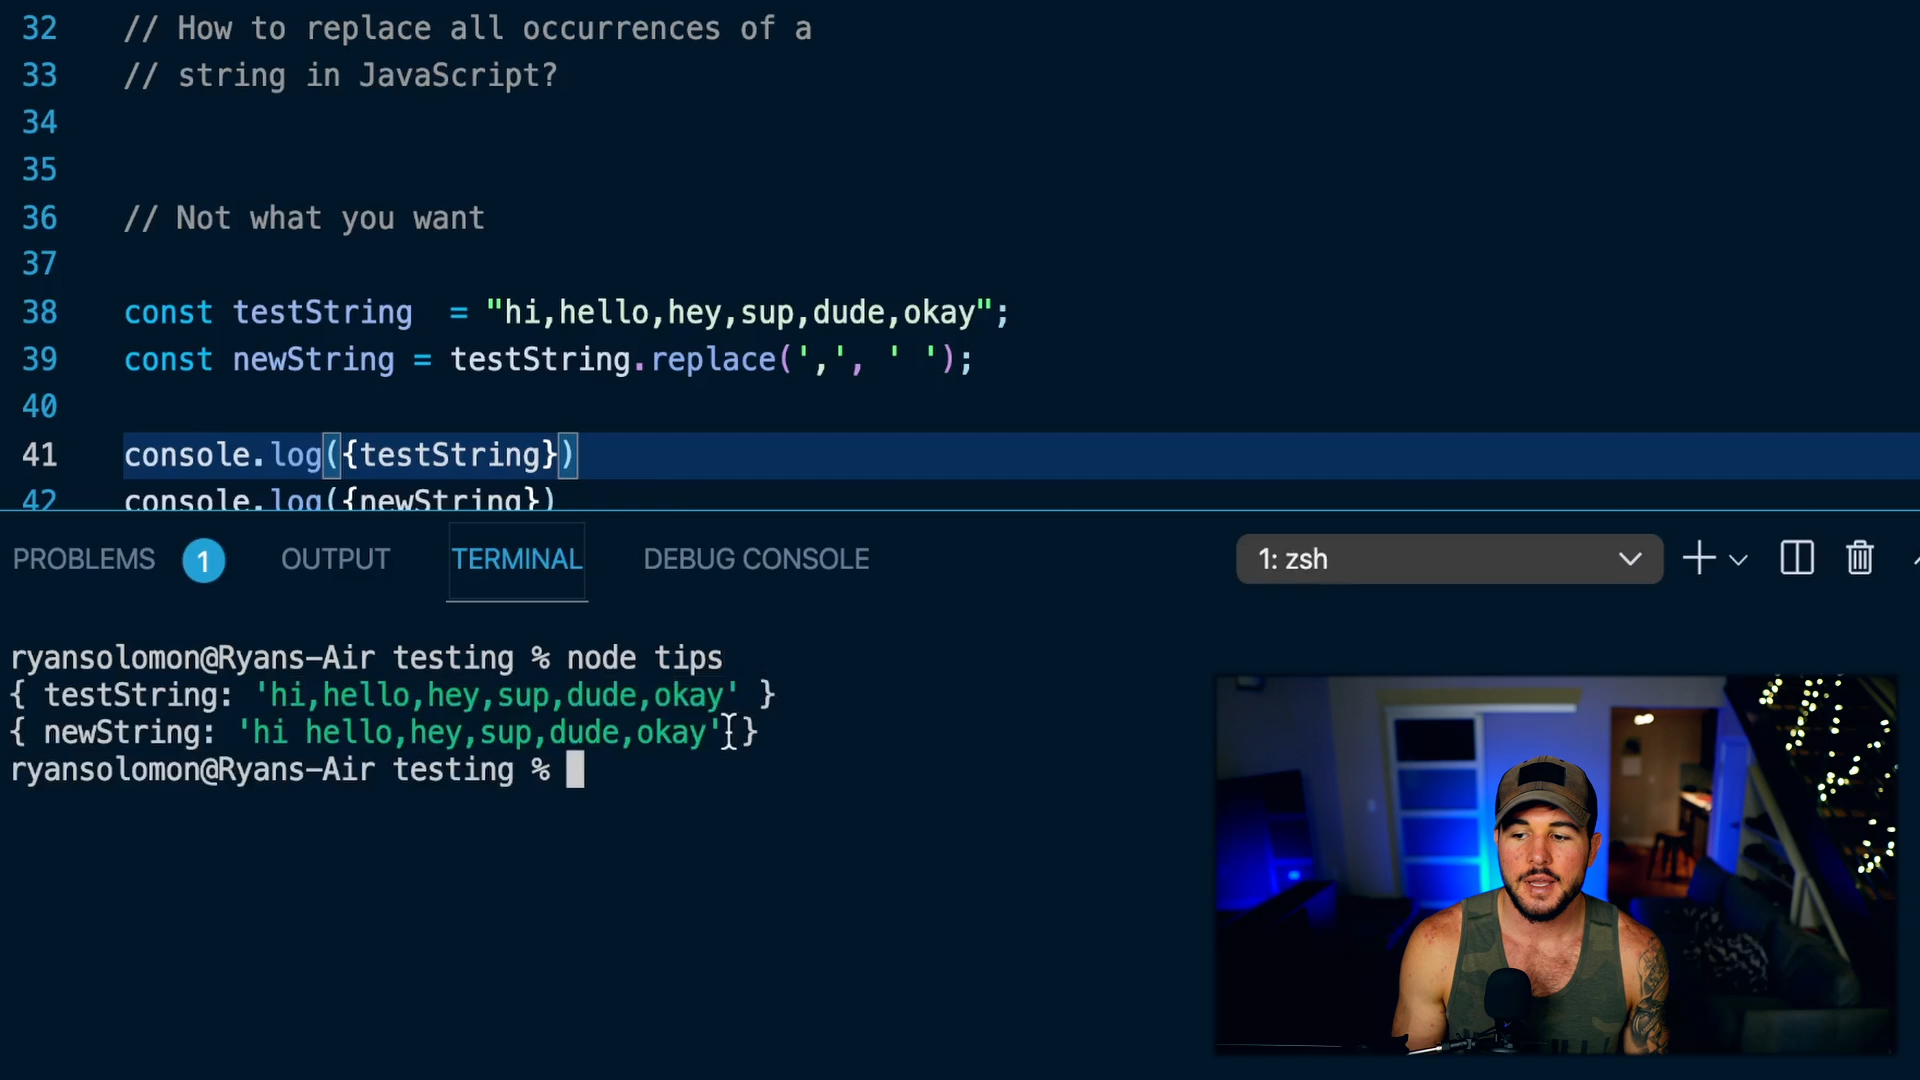 32 // How to replace all occurrences of a
33 // string in JavaScript?
34
35
36 // Not what you want
37
38 const testString  = "hi,hello,hey,sup,dude,okay";
39 const newString = testString.replace(',', ' ');
40
41 console.log({testString})
42 console.log({newString})
PROBLEMS 1 OUTPUT TERMINAL DEBUG CONSOLE 1: zsh
ryansolomon@Ryans-Air testing % node tips
{ testString: 'hi,hello,hey,sup,dude,okay' }
{ newString: 'hi hello,hey,sup,dude,okay' }
ryansolomon@Ryans-Air testing %